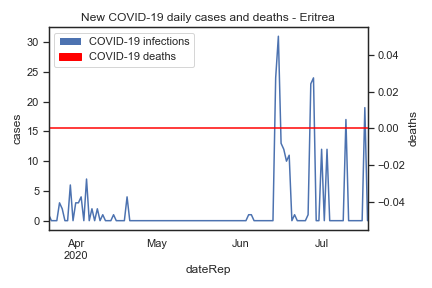 New COVID-19 daily cases and deaths - Eritrea
COVID-19 infections
COVID-19 deaths
30
25
20
15
10
5
0
cases
0.04
0.02
0.00
−0.02
−0.04
deaths
Apr
2020
May
Jun
Jul
dateRep